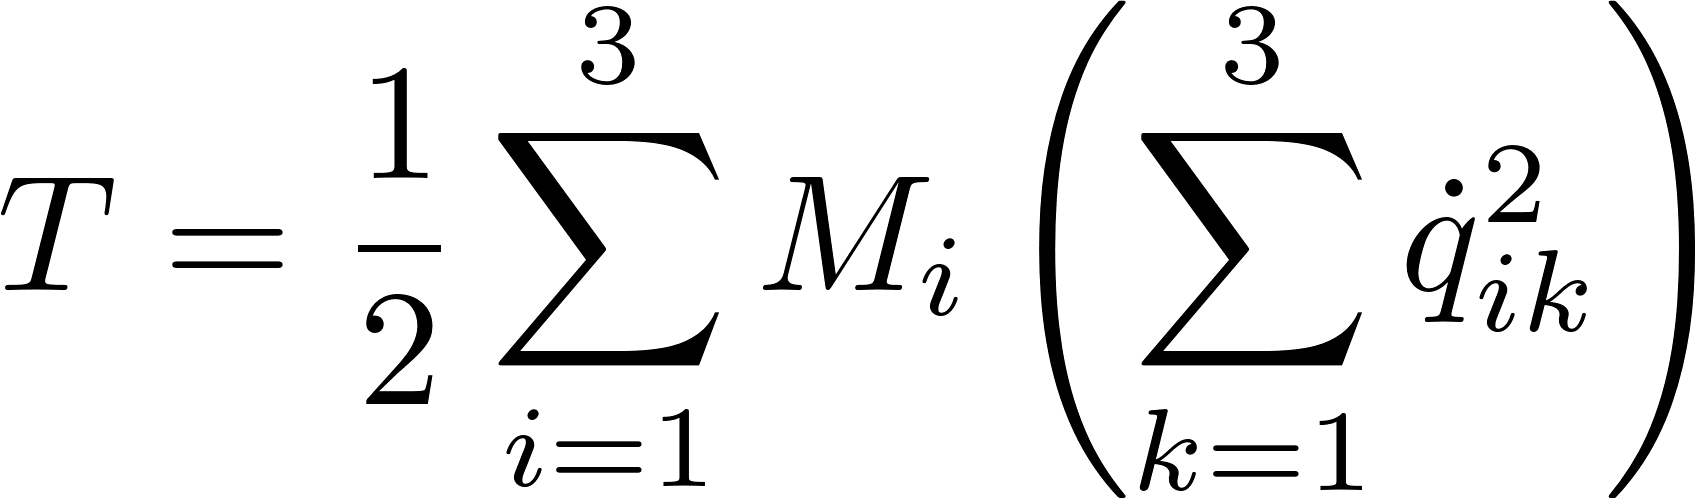 T = \frac{1}{2} \sum_{i=1}^{3} M_i \left( \sum_{k=1}^{3} \dot{q}_{ik}^2 \right)